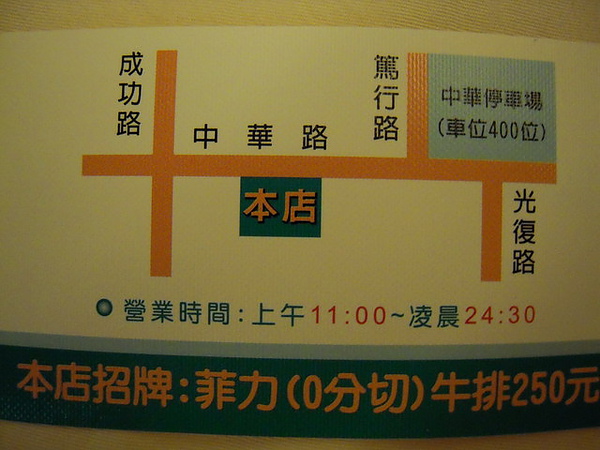 成功路
中華路
篤行路
中華停車場
(車位400位)
本店
光復路
營業時間:上午11:00~凌晨24:30
本店招牌:菲力(0分切)牛排250元